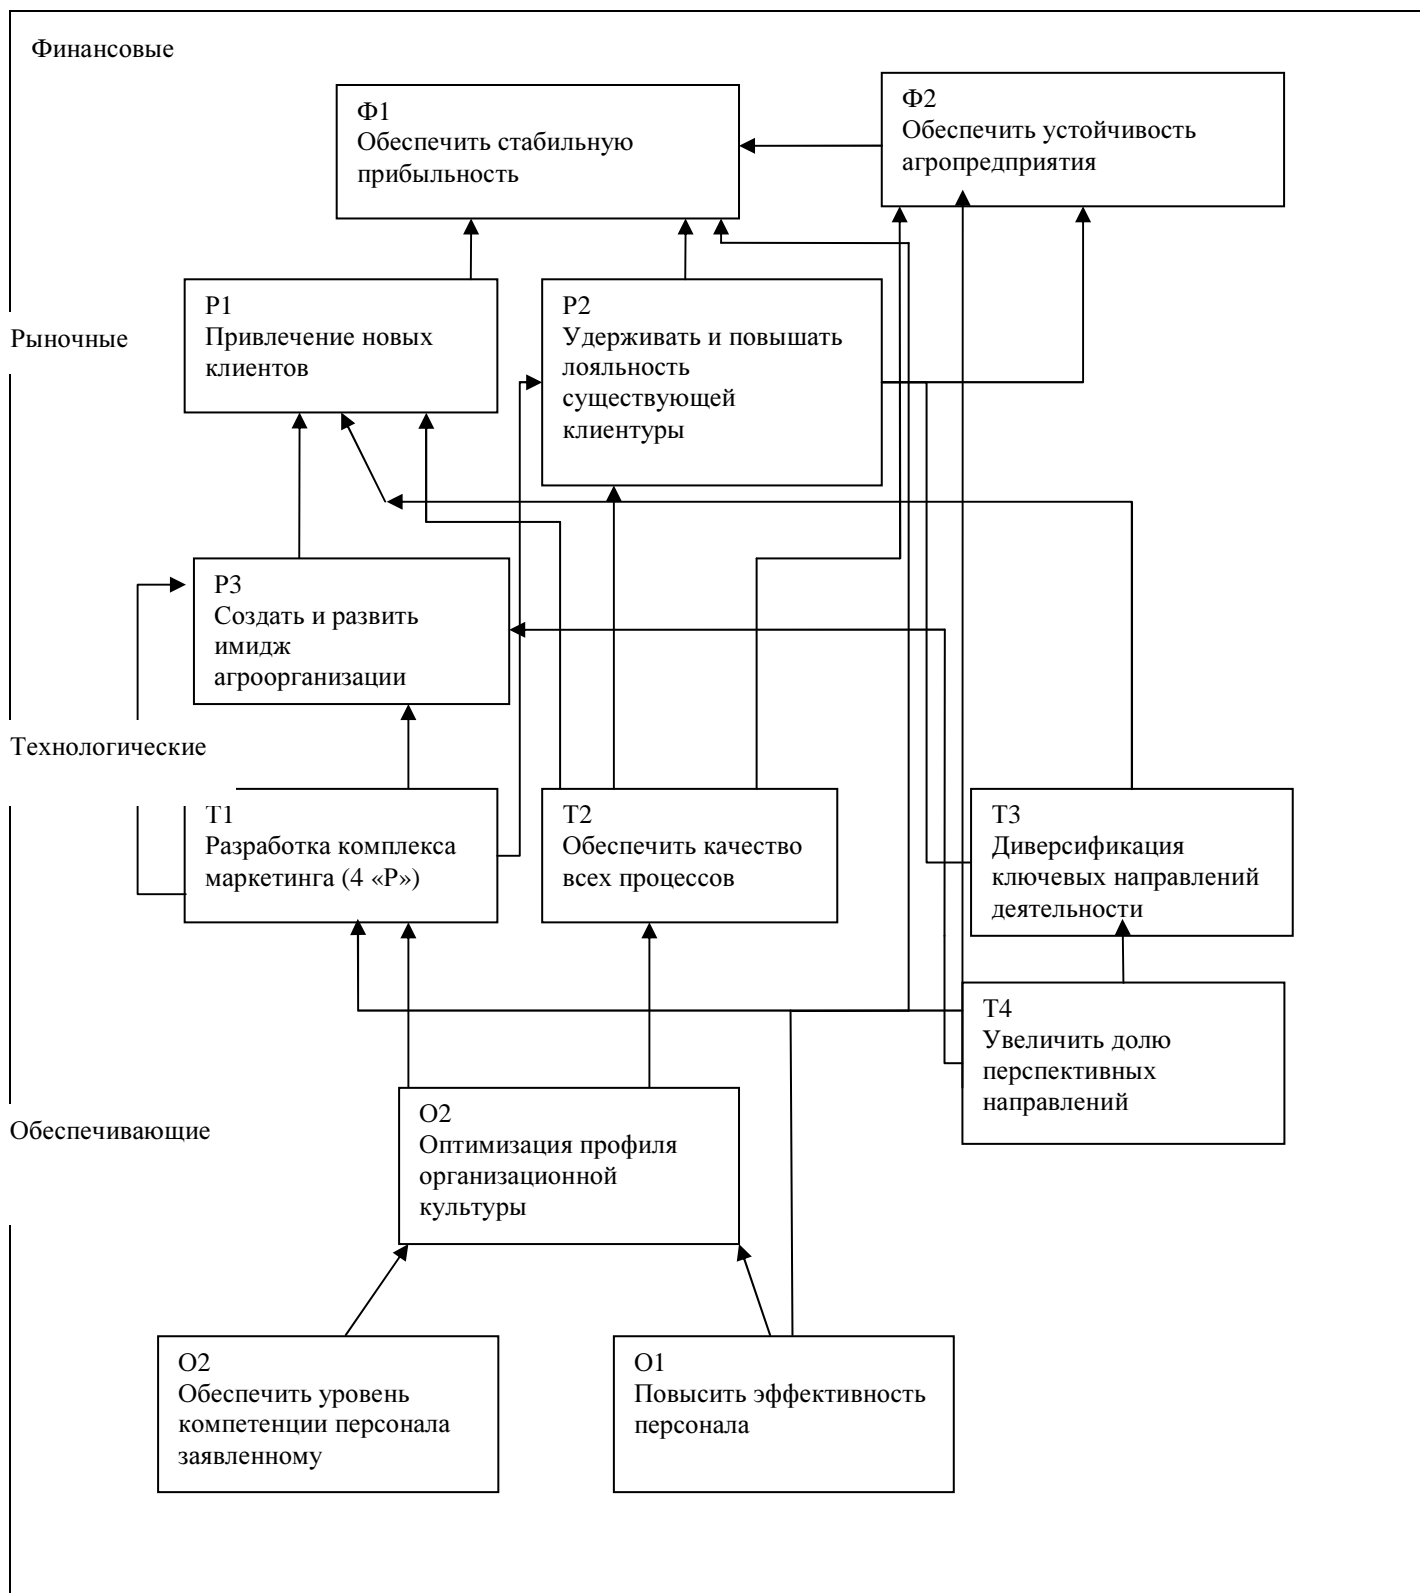 Финансовые
Ф1
Обеспечить стабильную
прибыльность
Ф2
Обеспечить устойчивость
агропредприятия
Рыночные
Р1
Привлечение новых
клиентов
Р2
Удерживать и повышать
лояльность
существующей
клиентуры
Р3
Создать и развить
имидж
агроорганизации
Технологические
Т1
Разработка комплекса
маркетинга (4 «Р»)
Т2
Обеспечить качество
всех процессов
Т3
Диверсификация
ключевых направлений
деятельности
Т4
Увеличить долю
перспективных
направлений
Обеспечивающие
О2
Оптимизация профиля
организационной
культуры
О2
Обеспечить уровень
компетенции персонала
заявленному
О1
Повысить эффективность
персонала